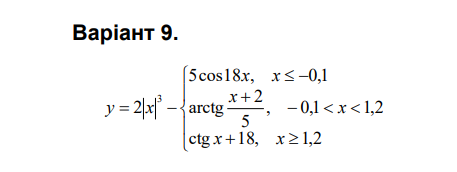 Варіант 9.
y = 2|x|³ − { 5cos18x, x ≤ −0,1
arctg (x + 2)/5, −0,1 < x < 1,2
ctg x + 18, x ≥ 1,2